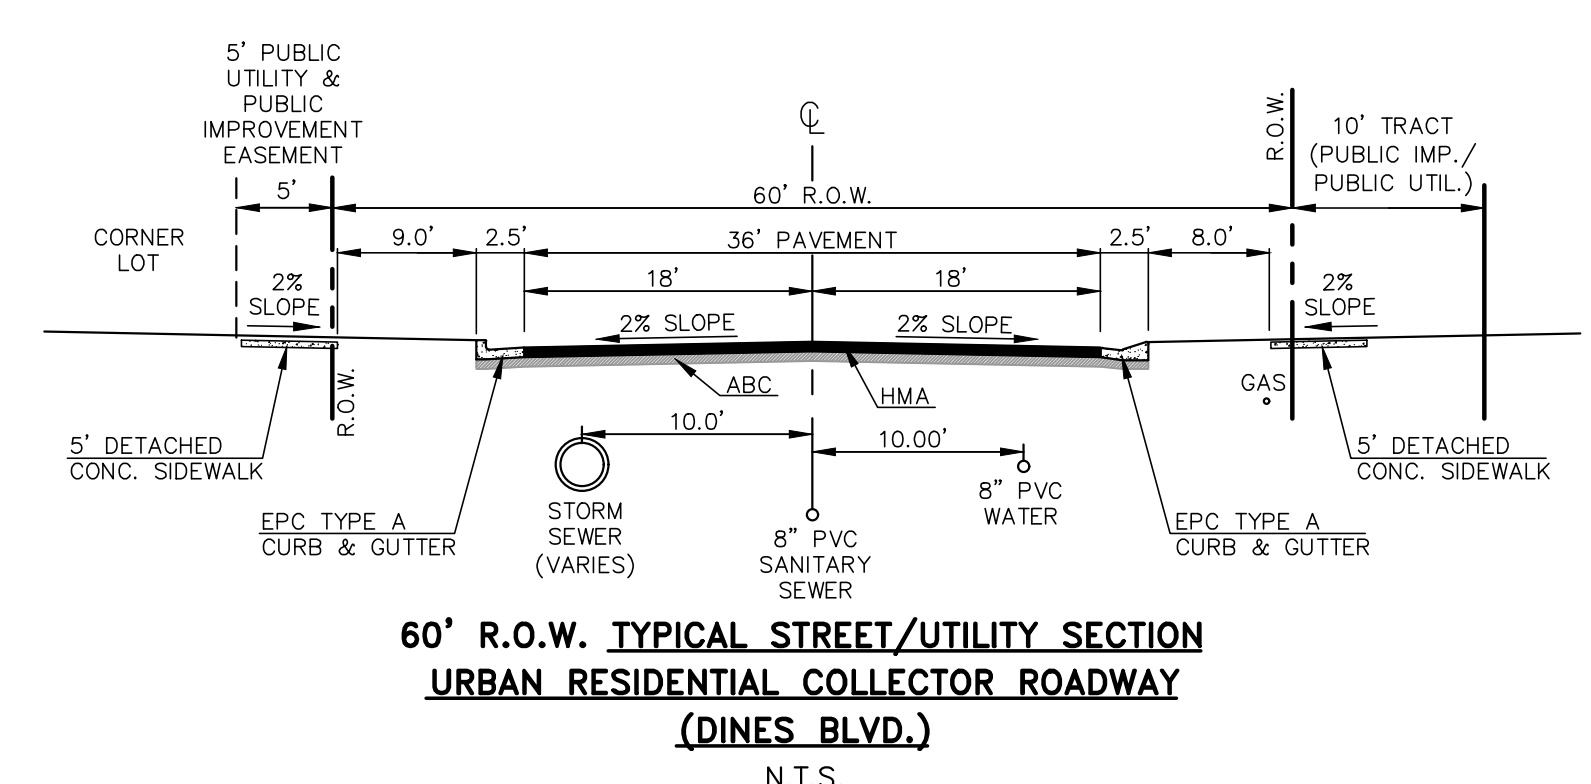 5' PUBLIC
UTILITY &
PUBLIC
IMPROVEMENT
EASEMENT
℄
R.O.W.
10' TRACT
(PUBLIC IMP./
PUBLIC UTIL.)
5'
60' R.O.W.
CORNER
LOT
9.0'
2.5'
36' PAVEMENT
2.5'
8.0'
2%
SLOPE
18'
18'
2%
SLOPE
2% SLOPE
2% SLOPE
R.O.W.
ABC
HMA
GAS
5' DETACHED
CONC. SIDEWALK
10.0'
10.00'
5' DETACHED
CONC. SIDEWALK
EPC TYPE A
CURB & GUTTER
STORM
SEWER
(VARIES)
8" PVC
SANITARY
SEWER
8" PVC
WATER
EPC TYPE A
CURB & GUTTER
60' R.O.W. TYPICAL STREET/UTILITY SECTION
URBAN RESIDENTIAL COLLECTOR ROADWAY
(DINES BLVD.)
N.T.S.